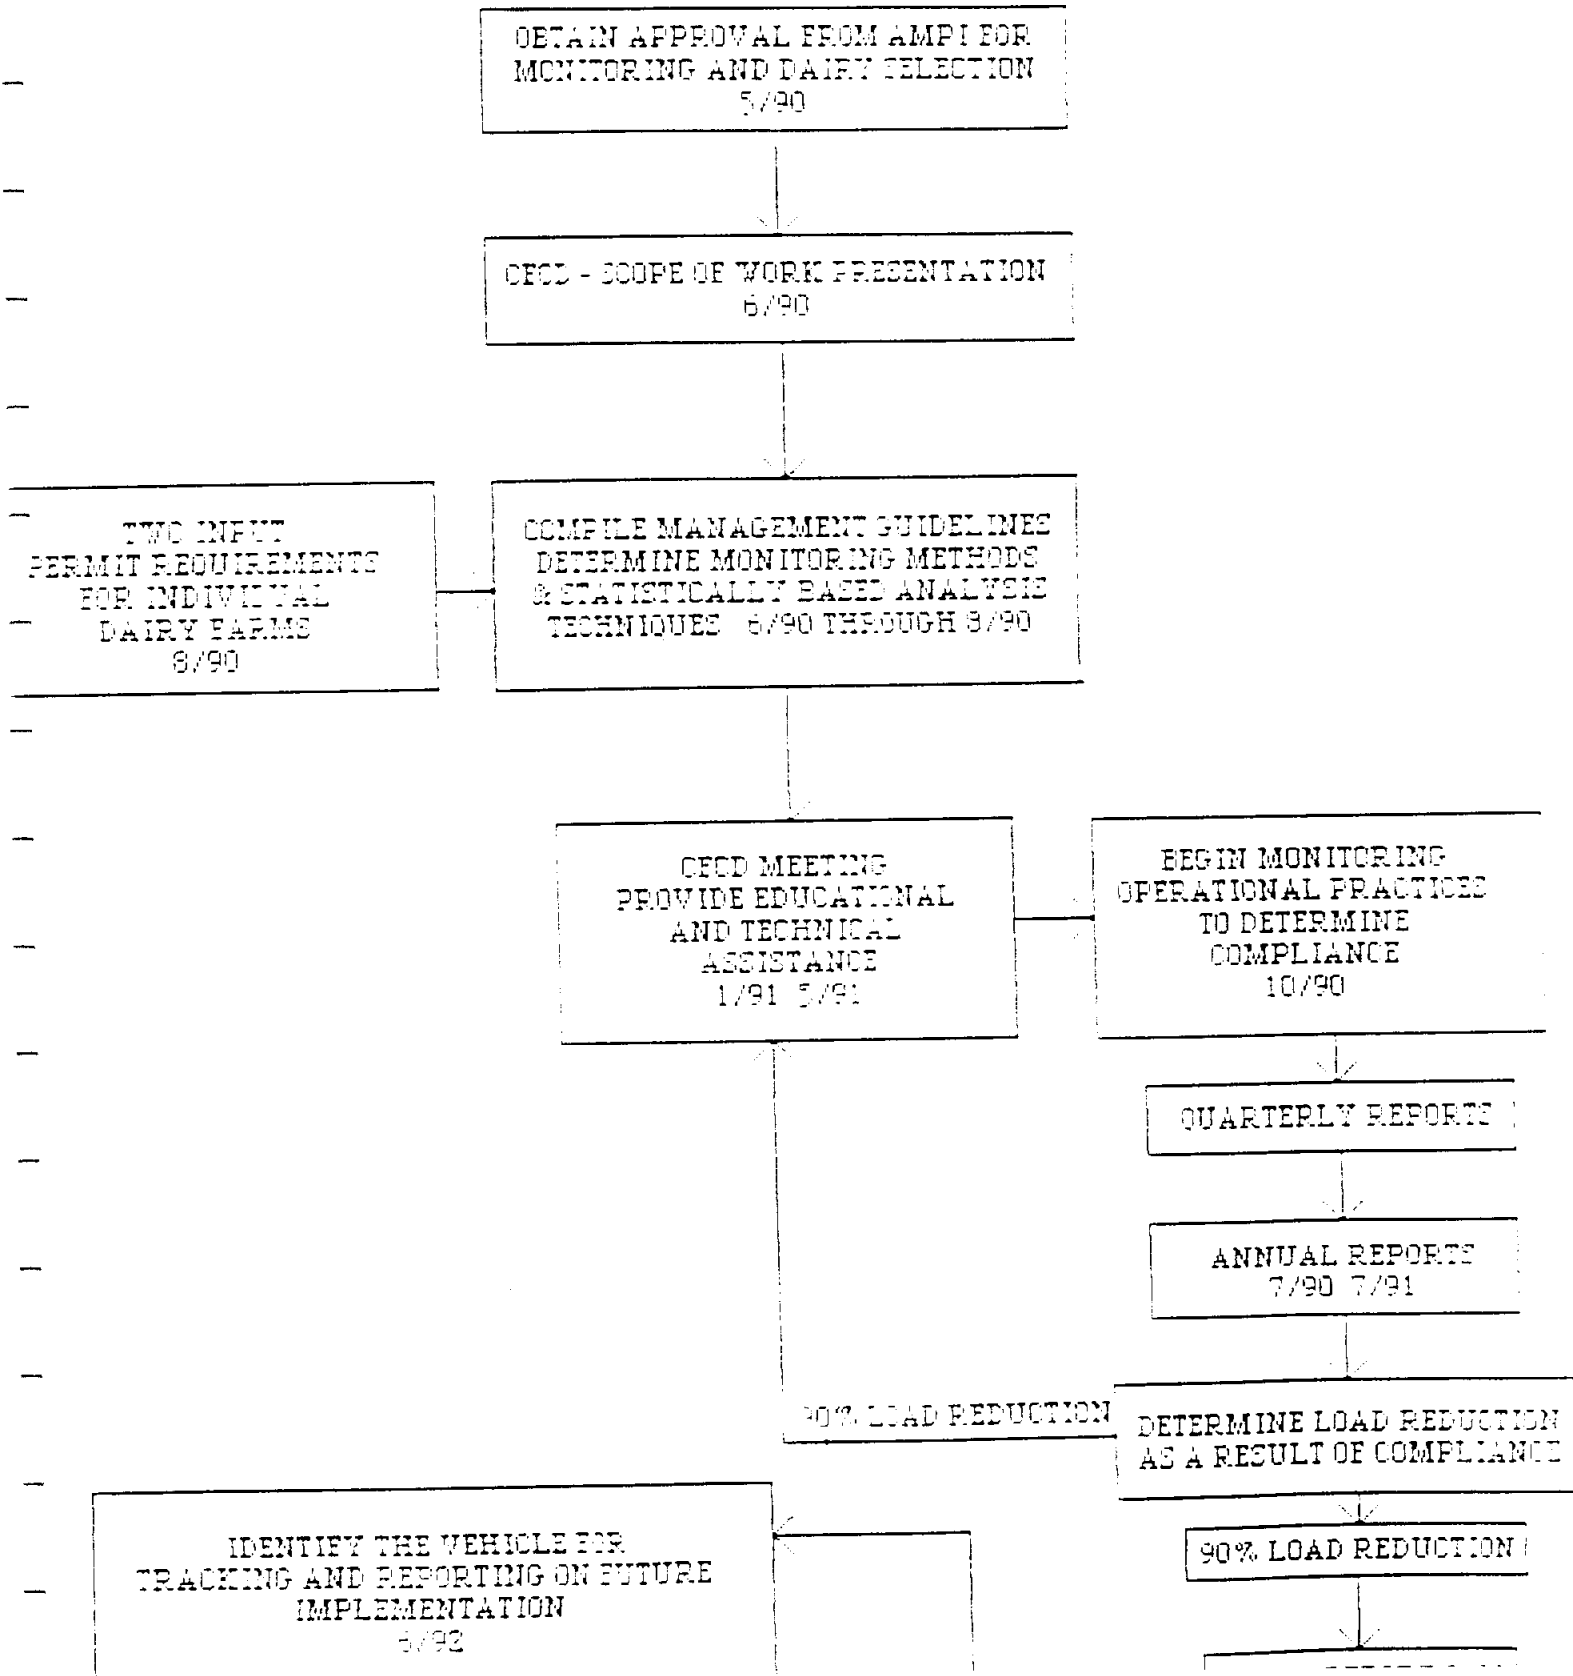 OBTAIN APPROVAL FROM AMPI FOR
MONITORING AND DAIRY SELECTION
5/90
CFCD - SCOPE OF WORK PRESENTATION
6/90
TWO INPUT
PERMIT REQUIREMENTS
FOR INDIVIDUAL
DAIRY FARMS
8/90
COMPILE MANAGEMENT GUIDELINES
DETERMINE MONITORING METHODS
& STATISTICALLY BASED ANALYSIS
TECHNIQUES 6/90 THROUGH 8/90
CFCD MEETING
PROVIDE EDUCATIONAL
AND TECHNICAL
ASSISTANCE
1/91 5/91
BEGIN MONITORING
OPERATIONAL PRACTICES
TO DETERMINE
COMPLIANCE
10/90
QUARTERLY REPORTS
ANNUAL REPORTS
7/90 7/91
90% LOAD REDUCTION
DETERMINE LOAD REDUCTION
AS A RESULT OF COMPLIANCE
90% LOAD REDUCTION
IDENTIFY THE VEHICLE FOR
TRACKING AND REPORTING ON FUTURE
IMPLEMENTATION
6/92